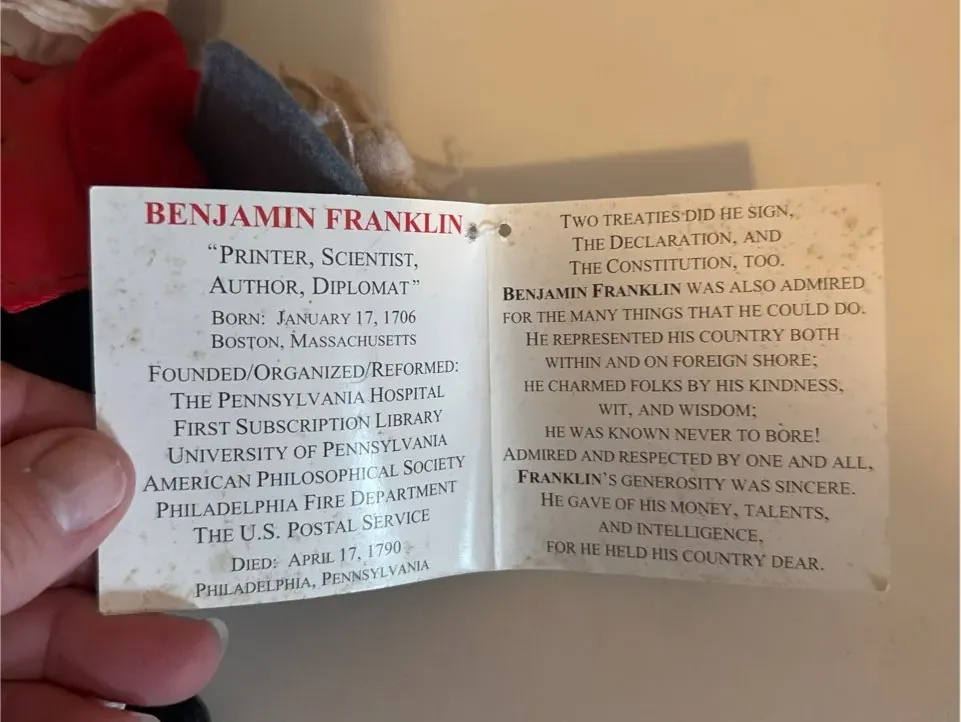 BENJAMIN FRANKLIN
“PRINTER, SCIENTIST,
AUTHOR, DIPLOMAT”
BORN: JANUARY 17, 1706
BOSTON, MASSACHUSETTS
FOUNDED/ORGANIZED/REFORMED:
THE PENNSYLVANIA HOSPITAL
FIRST SUBSCRIPTION LIBRARY
UNIVERSITY OF PENNSYLVANIA
AMERICAN PHILOSOPHICAL SOCIETY
PHILADELPHIA FIRE DEPARTMENT
THE U.S. POSTAL SERVICE
DIED: APRIL 17, 1790
PHILADELPHIA, PENNSYLVANIA
TWO TREATIES DID HE SIGN,
THE DECLARATION, AND
THE CONSTITUTION, TOO.
BENJAMIN FRANKLIN WAS ALSO ADMIRED
FOR THE MANY THINGS THAT HE COULD DO.
HE REPRESENTED HIS COUNTRY BOTH
WITHIN AND ON FOREIGN SHORE;
HE CHARMED FOLKS BY HIS KINDNESS,
WIT, AND WISDOM;
HE WAS KNOWN NEVER TO BORE!
ADMIRED AND RESPECTED BY ONE AND ALL,
FRANKLIN’S GENEROSITY WAS SINCERE.
HE GAVE OF HIS MONEY, TALENTS,
AND INTELLIGENCE,
FOR HE HELD HIS COUNTRY DEAR.